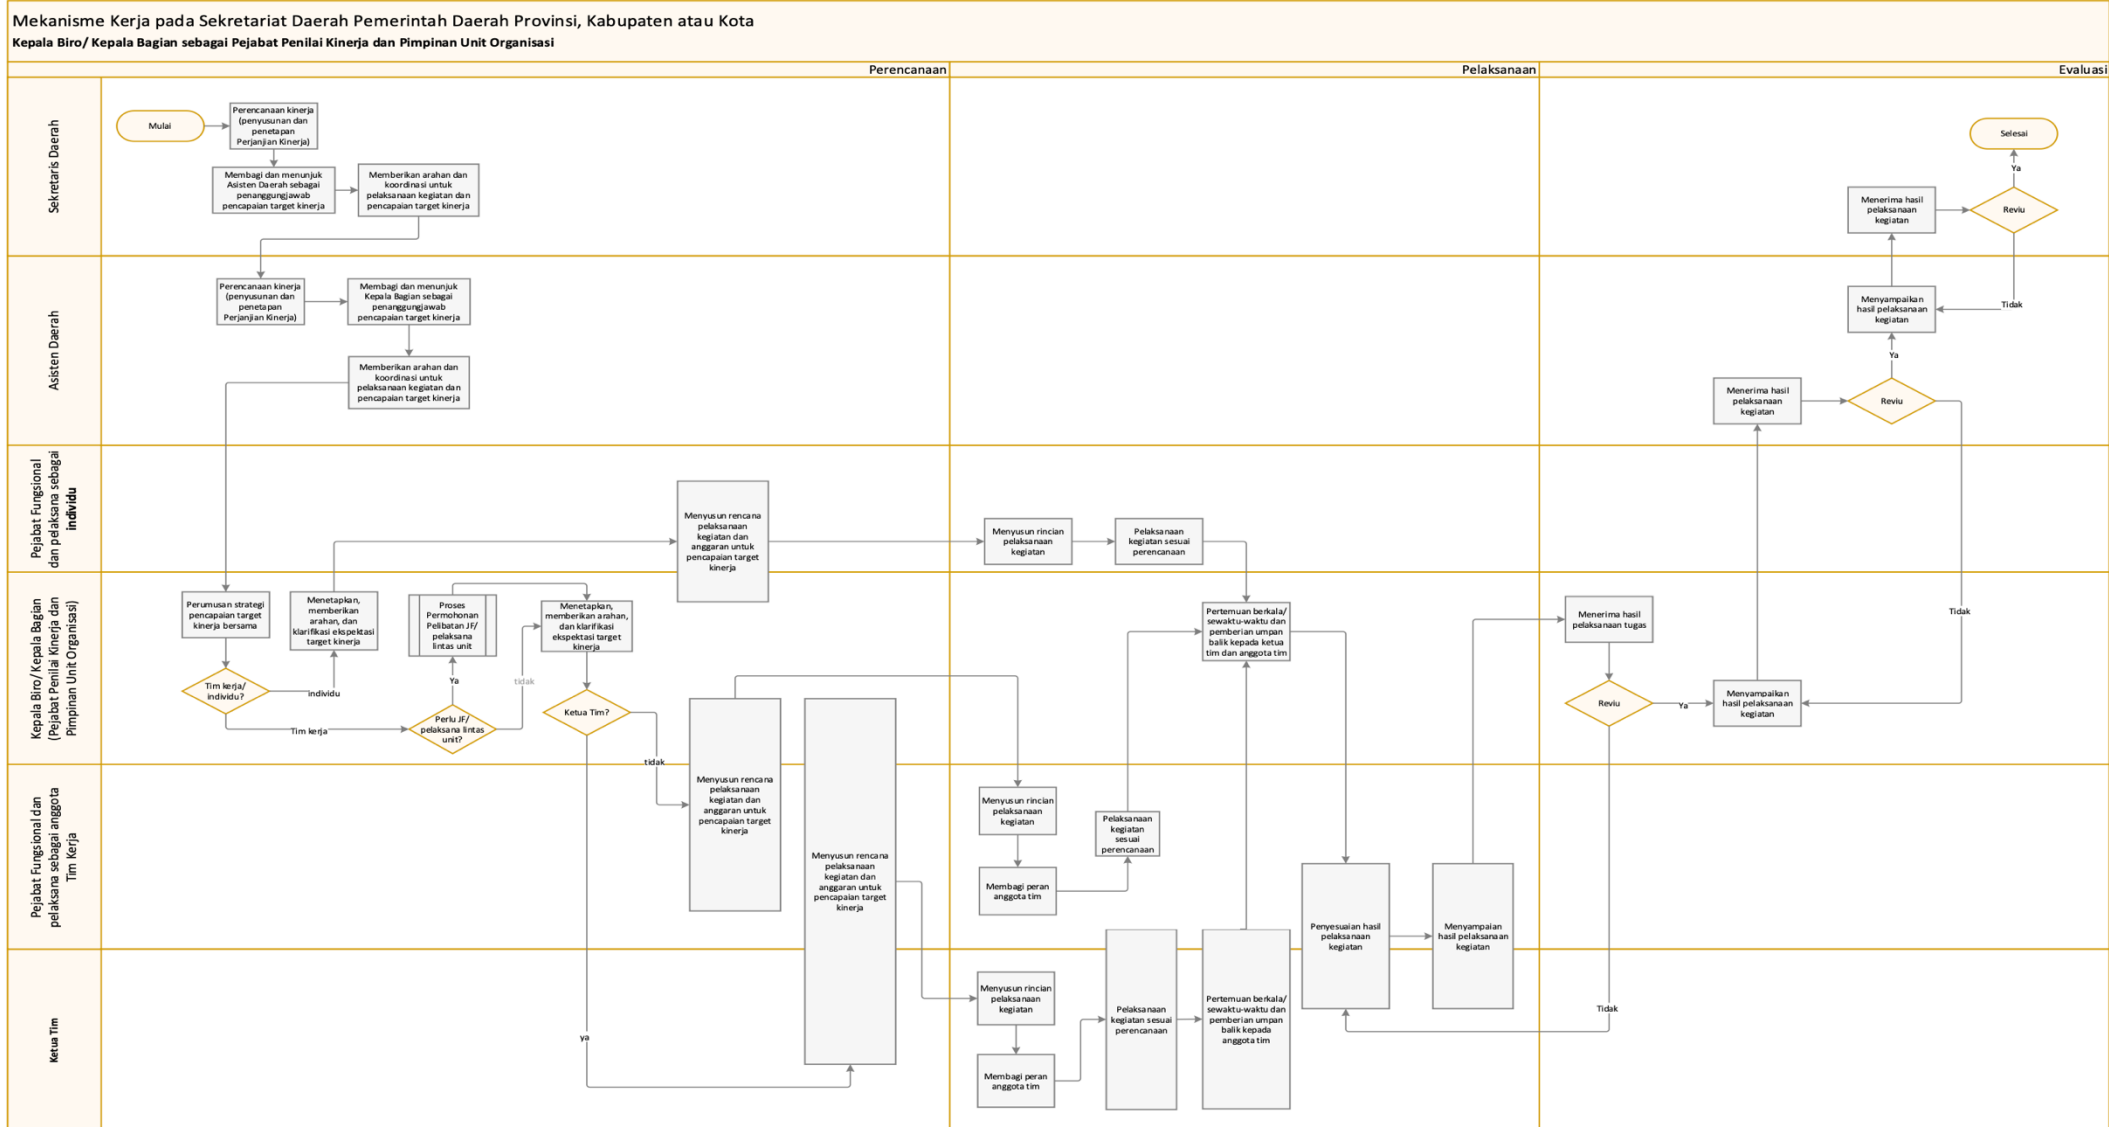 Mekanisme Kerja pada Sekretariat Daerah Pemerintah Daerah Provinsi, Kabupaten atau Kota
Kepala Biro/ Kepala Bagian sebagai Pejabat Penilai Kinerja dan Pimpinan Unit Organisasi
Perencanaan
Pelaksanaan
Evaluasi
Sekretaris Daerah
Mulai
Perencanaan kinerja
(penyusunan dan
penetapan
Perjanjian Kinerja)
Membagi dan menunjuk
Asisten Daerah sebagai
penanggungjawab
pencapaian target kinerja
Memberikan arahan dan
koordinasi untuk
pelaksanaan kegiatan dan
pencapaian target kinerja
Selesai
Ya
Menerima hasil
pelaksanaan
kegiatan
Reviu
Asisten Daerah
Perencanaan kinerja
(penyusunan dan
penetapan
Perjanjian Kinerja)
Membagi dan menunjuk
Kepala Bagian sebagai
penanggungjawab
pencapaian target kinerja
Memberikan arahan dan
koordinasi untuk
pelaksanaan kegiatan dan
pencapaian target kinerja
Menyampaikan
hasil pelaksanaan
kegiatan
Tidak
Ya
Menerima hasil
pelaksanaan
kegiatan
Reviu
Pejabat Fungsional
dan pelaksana sebagai
individu
Menyusun rencana
pelaksanaan
kegiatan dan
anggaran untuk
pencapaian target
kinerja
Menyusun rincian
pelaksanaan
kegiatan
Pelaksanaan
kegiatan sesuai
perencanaan
Kepala Biro/ Kepala Bagian
(Pejabat Penilai Kinerja dan
Pimpinan Unit Organisasi)
Perumusan strategi
pencapaian target
kinerja bersama
Menetapkan,
memberikan
arahan, dan
klarifikasi ekspektasi
target kinerja
Proses
Permohonan
Pelibatan JF/
pelaksana
lintas unit
Menetapkan,
memberikan arahan,
dan klarifikasi
ekspektasi target
kinerja
Tim kerja/
individu?
individu
Tim kerja
Ya
Perlu JF/
pelaksana lintas
unit?
tidak
Ketua Tim?
tidak
Pertemuan berkala/
sewaktu-waktu dan
pemberian umpan
balik kepada ketua
tim dan anggota tim
Menerima hasil
pelaksanaan tugas
Reviu
Ya
Menyampaikan
hasil pelaksanaan
kegiatan
Tidak
Pejabat Fungsional dan
pelaksana sebagai anggota
Tim Kerja
Menyusun rencana
pelaksanaan
kegiatan dan
anggaran untuk
pencapaian target
kinerja
Menyusun rencana
pelaksanaan
kegiatan dan
anggaran untuk
pencapaian target
kinerja
Menyusun rincian
pelaksanaan
kegiatan
Membagi peran
anggota tim
Pelaksanaan
kegiatan
sesuai
perencanaan
Penyesuaian hasil
pelaksanaan
kegiatan
Menyampaian
hasil pelaksanaan
kegiatan
Ketua Tim
ya
Menyusun rincian
pelaksanaan
kegiatan
Membagi peran
anggota tim
Pelaksanaan
kegiatan sesuai
perencanaan
Pertemuan berkala/
sewaktu-waktu dan
pemberian umpan
balik kepada
anggota tim
Tidak